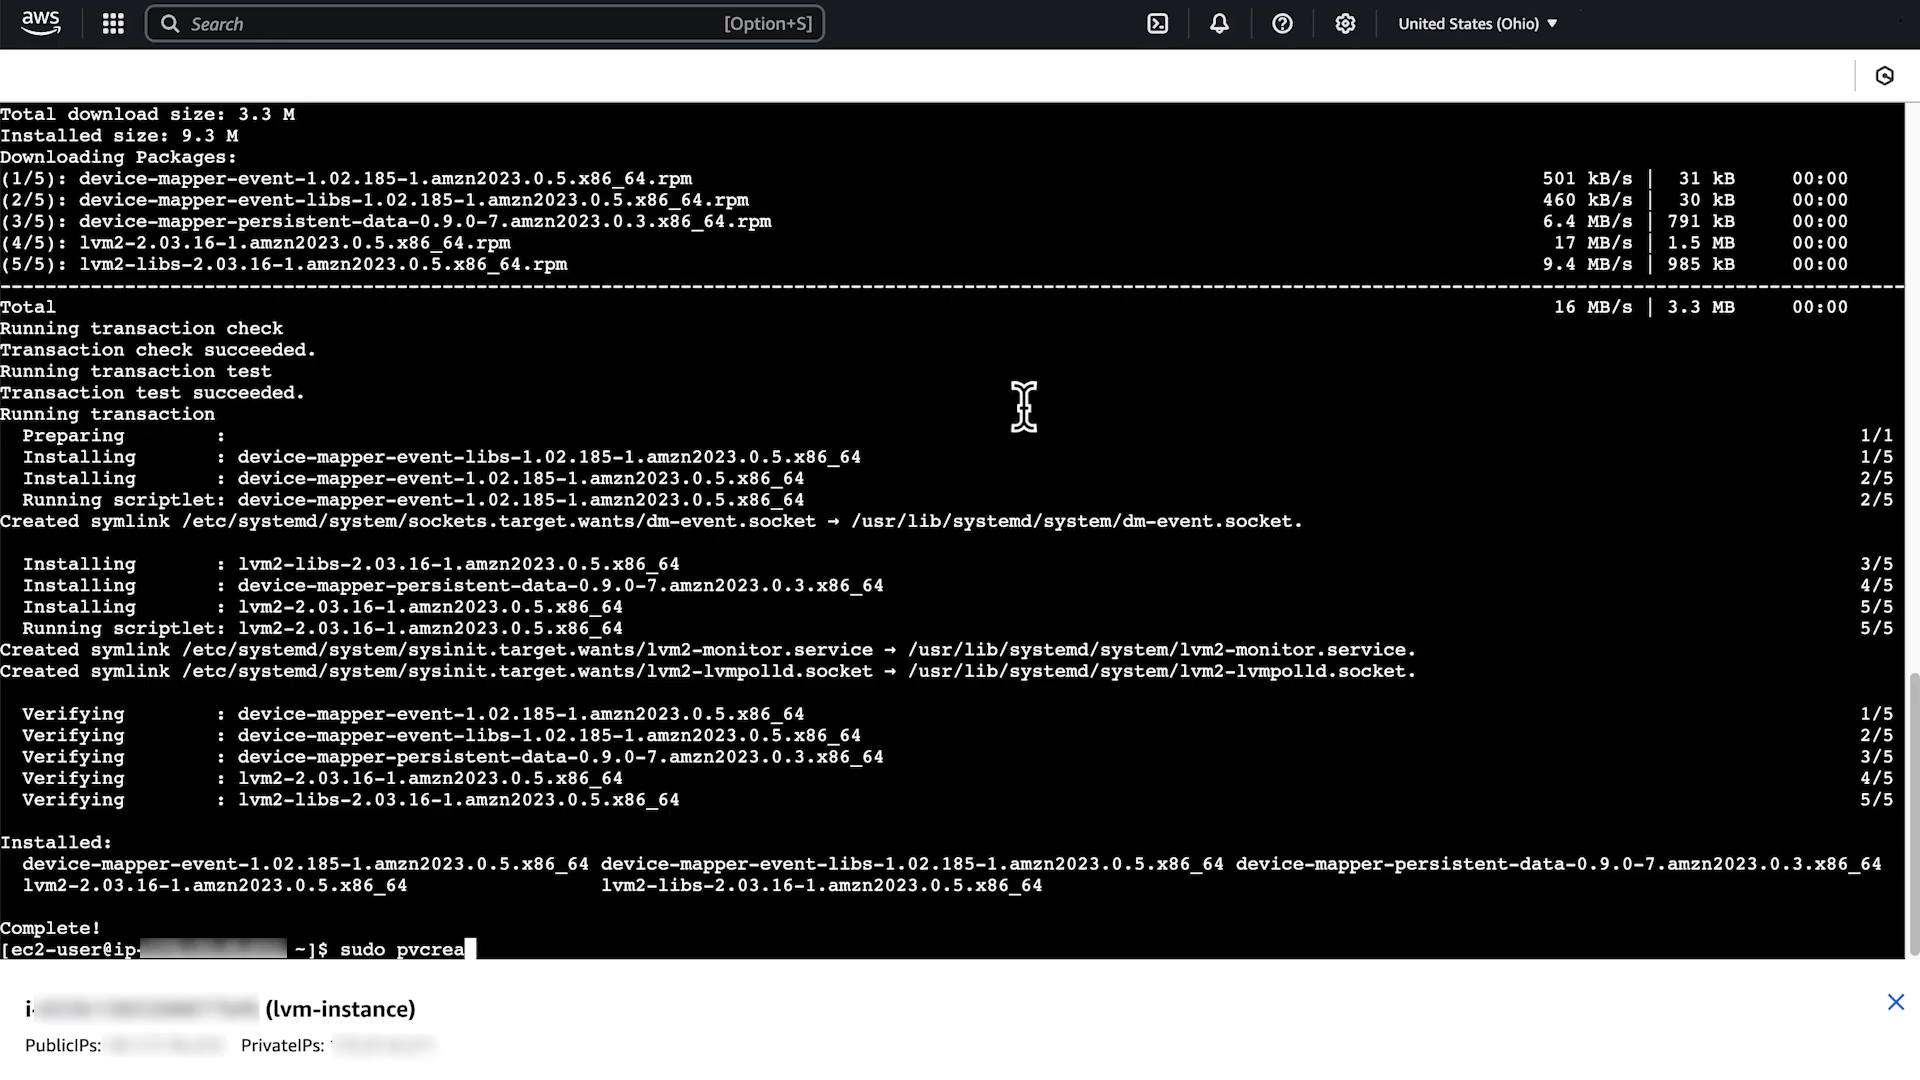 aws
Search [Option+S] United States (Ohio)
Total download size: 3.3 M
Installed size: 9.3 M
Downloading Packages:
(1/5): device-mapper-event-1.02.185-1.amzn2023.0.5.x86_64.rpm 501 kB/s | 31 kB 00:00
(2/5): device-mapper-event-libs-1.02.185-1.amzn2023.0.5.x86_64.rpm 460 kB/s | 30 kB 00:00
(3/5): device-mapper-persistent-data-0.9.0-7.amzn2023.0.3.x86_64.rpm 6.4 MB/s | 791 kB 00:00
(4/5): lvm2-2.03.16-1.amzn2023.0.5.x86_64.rpm 17 MB/s | 1.5 MB 00:00
(5/5): lvm2-libs-2.03.16-1.amzn2023.0.5.x86_64.rpm 9.4 MB/s | 985 kB 00:00
Total 16 MB/s | 3.3 MB 00:00
Running transaction check
Transaction check succeeded.
Running transaction test
Transaction test succeeded.
Running transaction
Preparing : 1/1
Installing : device-mapper-event-libs-1.02.185-1.amzn2023.0.5.x86_64 1/5
Installing : device-mapper-event-1.02.185-1.amzn2023.0.5.x86_64 2/5
Running scriptlet: device-mapper-event-1.02.185-1.amzn2023.0.5.x86_64 2/5
Created symlink /etc/systemd/system/sockets.target.wants/dm-event.socket → /usr/lib/systemd/system/dm-event.socket.
Installing : lvm2-libs-2.03.16-1.amzn2023.0.5.x86_64 3/5
Installing : device-mapper-persistent-data-0.9.0-7.amzn2023.0.3.x86_64 4/5
Installing : lvm2-2.03.16-1.amzn2023.0.5.x86_64 5/5
Running scriptlet: lvm2-2.03.16-1.amzn2023.0.5.x86_64 5/5
Created symlink /etc/systemd/system/sysinit.target.wants/lvm2-monitor.service → /usr/lib/systemd/system/lvm2-monitor.service.
Created symlink /etc/systemd/system/sysinit.target.wants/lvm2-lvmpolld.socket → /usr/lib/systemd/system/lvm2-lvmpolld.socket.
Verifying : device-mapper-event-1.02.185-1.amzn2023.0.5.x86_64 1/5
Verifying : device-mapper-event-libs-1.02.185-1.amzn2023.0.5.x86_64 2/5
Verifying : device-mapper-persistent-data-0.9.0-7.amzn2023.0.3.x86_64 3/5
Verifying : lvm2-2.03.16-1.amzn2023.0.5.x86_64 4/5
Verifying : lvm2-libs-2.03.16-1.amzn2023.0.5.x86_64 5/5
Installed:
device-mapper-event-1.02.185-1.amzn2023.0.5.x86_64 device-mapper-event-libs-1.02.185-1.amzn2023.0.5.x86_64 device-mapper-persistent-data-0.9.0-7.amzn2023.0.3.x86_64
lvm2-2.03.16-1.amzn2023.0.5.x86_64 lvm2-libs-2.03.16-1.amzn2023.0.5.x86_64
Complete!
[ec2-user@ip- ~]$ sudo pvcrea
i- (lvm-instance)
PublicIPs: PrivateIPs: